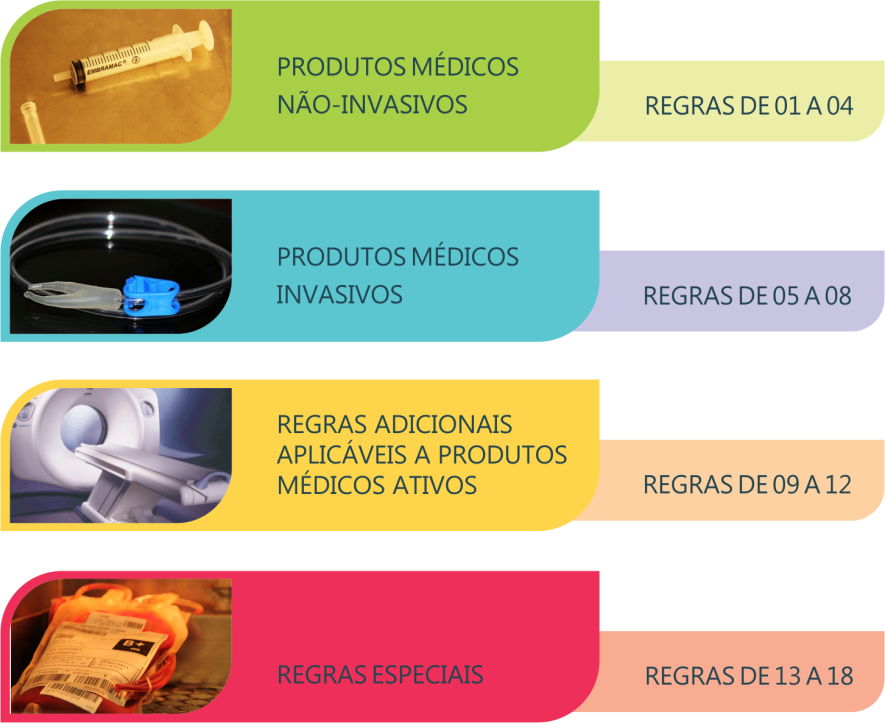 EMBRAMAC
PRODUTOS MÉDICOS
NÃO-INVASIVOS
REGRAS DE 01 A 04
PRODUTOS MÉDICOS
INVASIVOS
REGRAS DE 05 A 08
REGRAS ADICIONAIS
APLICÁVEIS A PRODUTOS
MÉDICOS ATIVOS
REGRAS DE 09 A 12
B+
REGRAS ESPECIAIS
REGRAS DE 13 A 18